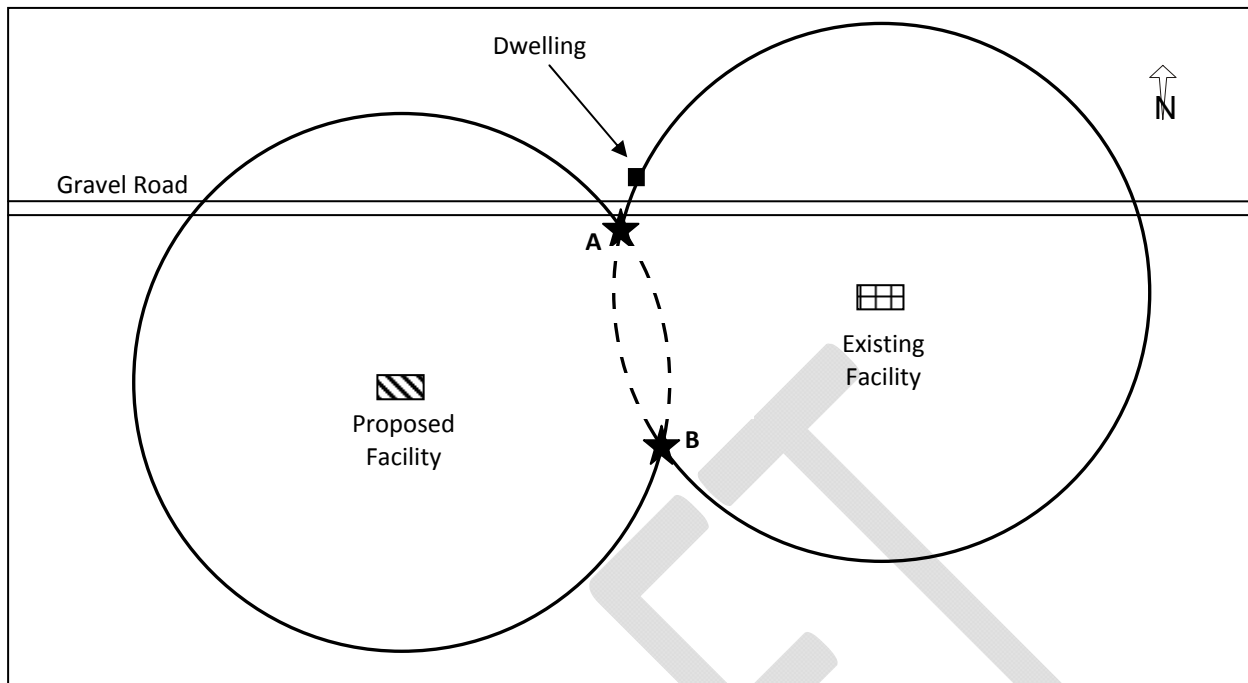 Dwelling
N
Gravel Road
A
Existing
Facility
Proposed
Facility
B